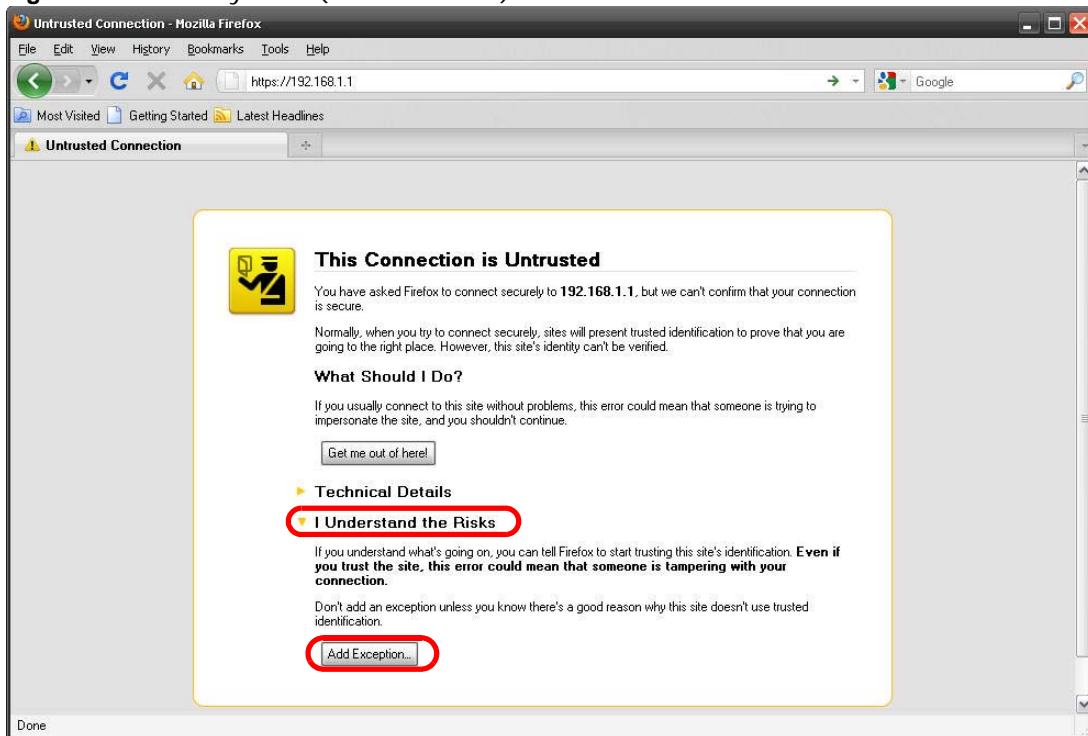 Untrusted Connection - Mozilla Firefox
File Edit View History Bookmarks Tools Help
https://192.168.1.1 Google
Most Visited Getting Started Latest Headlines
Untrusted Connection
This Connection is Untrusted
You have asked Firefox to connect securely to 192.168.1.1, but we can't confirm that your connection
is secure.
Normally, when you try to connect securely, sites will present trusted identification to prove that you are
going to the right place. However, this site's identity can't be verified.
What Should I Do?
If you usually connect to this site without problems, this error could mean that someone is trying to
impersonate the site, and you shouldn't continue.
Get me out of here!
Technical Details
I Understand the Risks
If you understand what's going on, you can tell Firefox to start trusting this site's identification. Even if
you trust the site, this error could mean that someone is tampering with your
connection.
Don't add an exception unless you know there's a good reason why this site doesn't use trusted
identification.
Add Exception...
Done